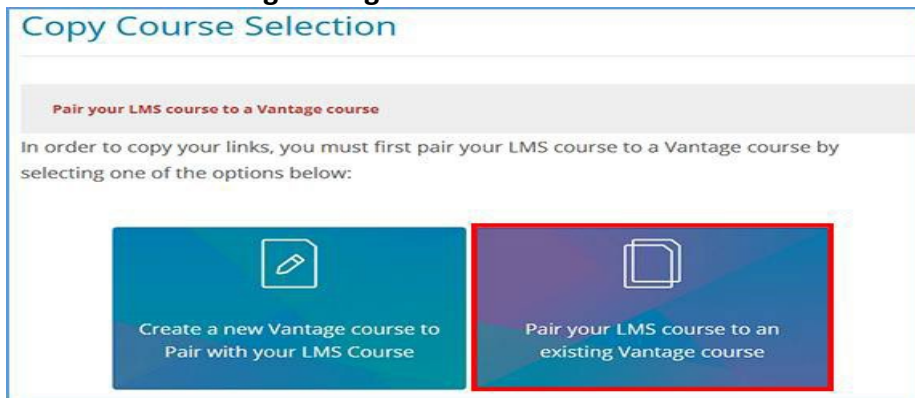 Copy Course Selection
Pair your LMS course to a Vantage course
In order to copy your links, you must first pair your LMS course to a Vantage course by
selecting one of the options below:
Create a new Vantage course to
Pair with your LMS Course
Pair your LMS course to an
existing Vantage course